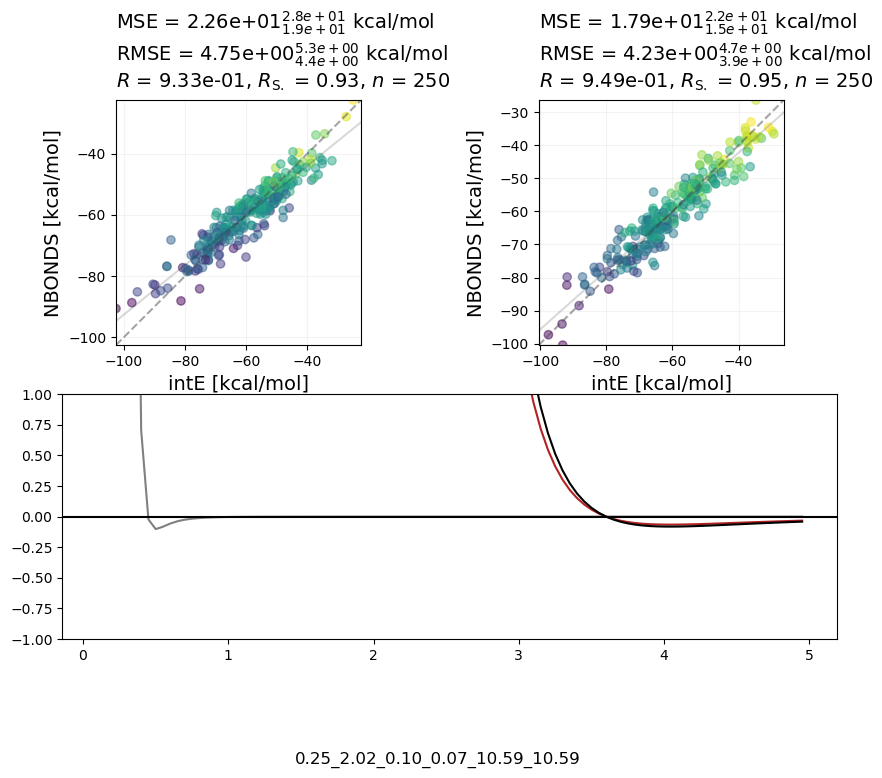 MSE = 2.26e+01^{2.8e+01}_{1.9e+01} kcal/mol
RMSE = 4.75e+00^{5.3e+00}_{4.4e+00} kcal/mol
R = 9.33e-01, R_{S.} = 0.93, n = 250
NBONDS [kcal/mol]
−40
−60
−80
−100
−100 −80 −60 −40
intE [kcal/mol]
MSE = 1.79e+01^{2.2e+01}_{1.5e+01} kcal/mol
RMSE = 4.23e+00^{4.7e+00}_{3.9e+00} kcal/mol
R = 9.49e-01, R_{S.} = 0.95, n = 250
NBONDS [kcal/mol]
−30
−40
−50
−60
−70
−80
−90
−100
−100 −80 −60 −40
intE [kcal/mol]
1.00
0.75
0.50
0.25
0.00
−0.25
−0.50
−0.75
−1.00
0 1 2 3 4 5
0.25_2.02_0.10_0.07_10.59_10.59